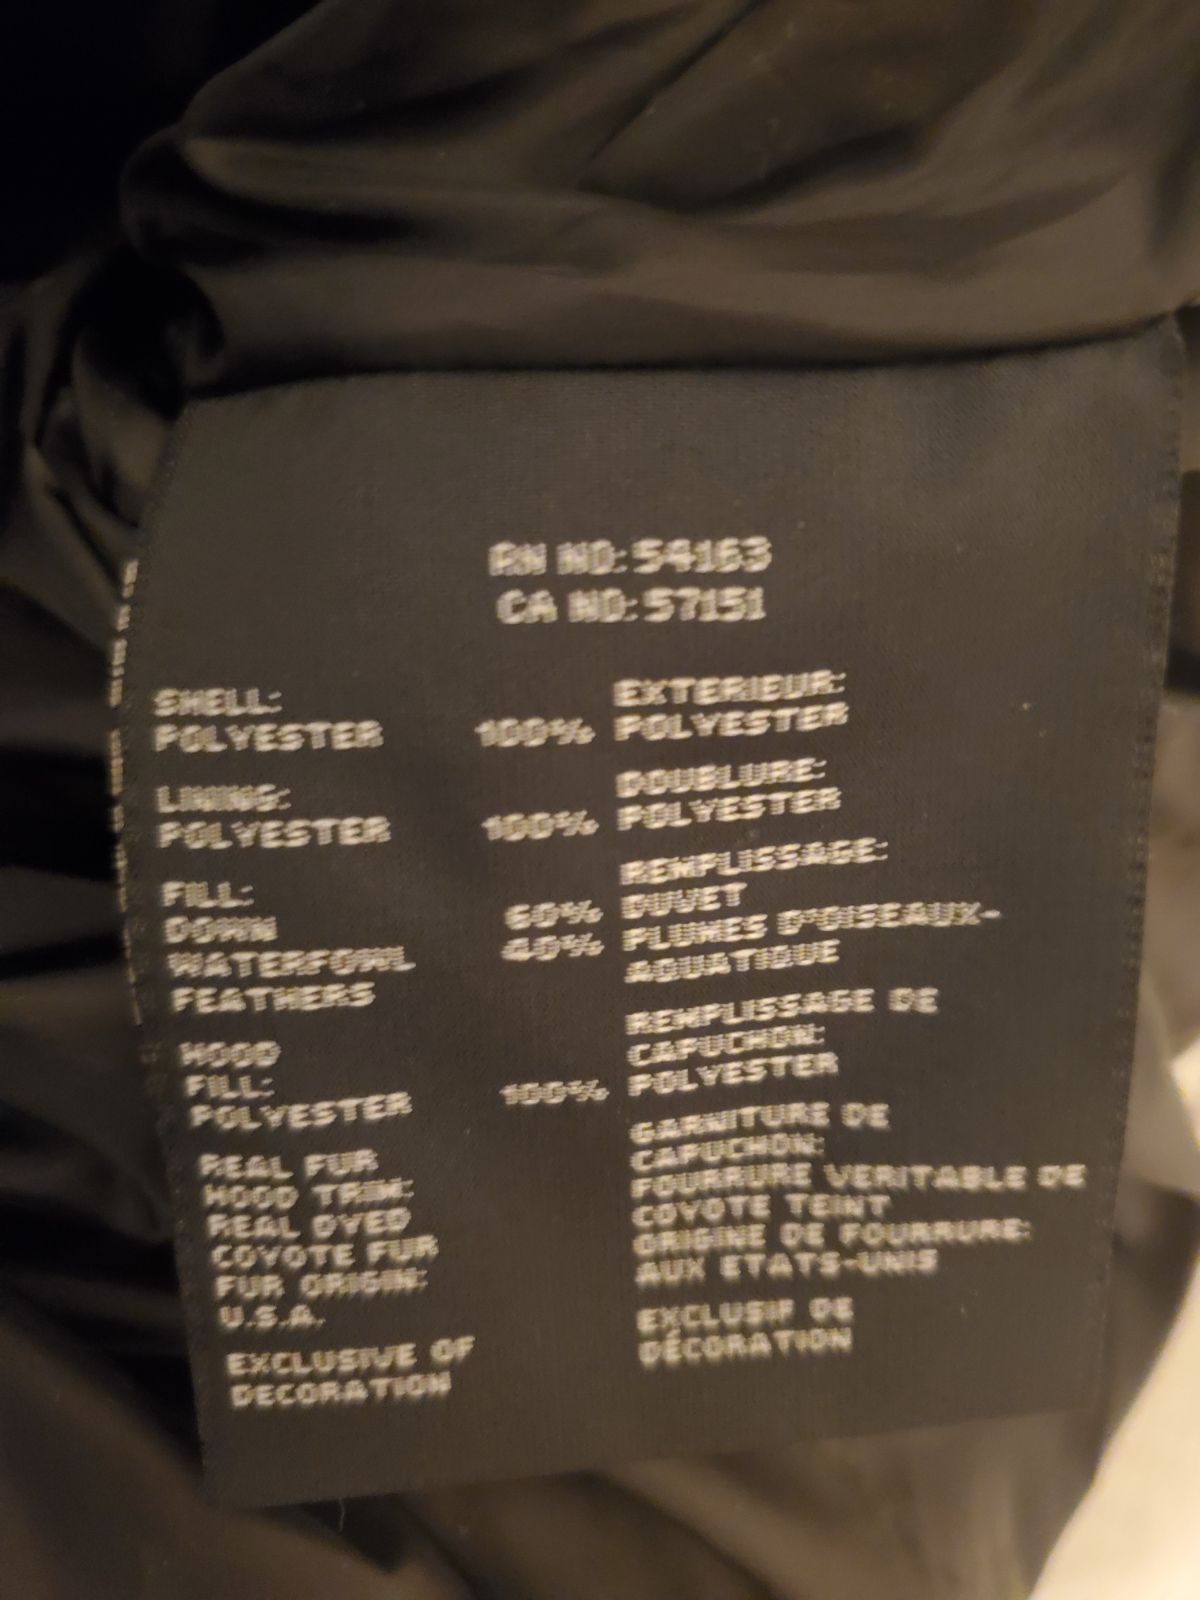 RN NO: 54163
CA NO: 57151
SHELL:
POLYESTER 100%
LINING:
POLYESTER 100%
FILL:
DOWN 60%
WATERFOWL 40%
FEATHERS
HOOD
FILL:
POLYESTER 100%
REAL FUR
HOOD TRIM:
REAL DYED
COYOTE FUR
FUR ORIGIN:
U.S.A.
EXCLUSIVE OF
DECORATION
EXTERIEUR:
POLYESTER
DOUBLURE:
POLYESTER
REMPLISSAGE:
DUVET
PLUMES D'OISEAUX-
AQUATIQUE
REMPLISSAGE DE
CAPUCHON:
POLYESTER
GARNITURE DE
CAPUCHON:
FOURRURE VERITABLE DE
COYOTE TEINT
ORIGINE DE FOURRURE:
AUX ETATS-UNIS
EXCLUSIF DE
DÉCORATION